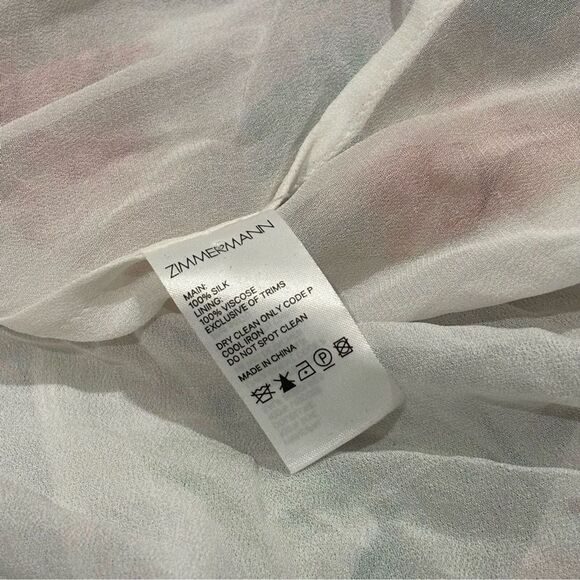 ZIMMERMANN
MAIN:
100% SILK
LINING:
100% VISCOSE
EXCLUSIVE OF TRIMS
DRY CLEAN ONLY CODE P
COOL IRON
DO NOT SPOT CLEAN
MADE IN CHINA
P